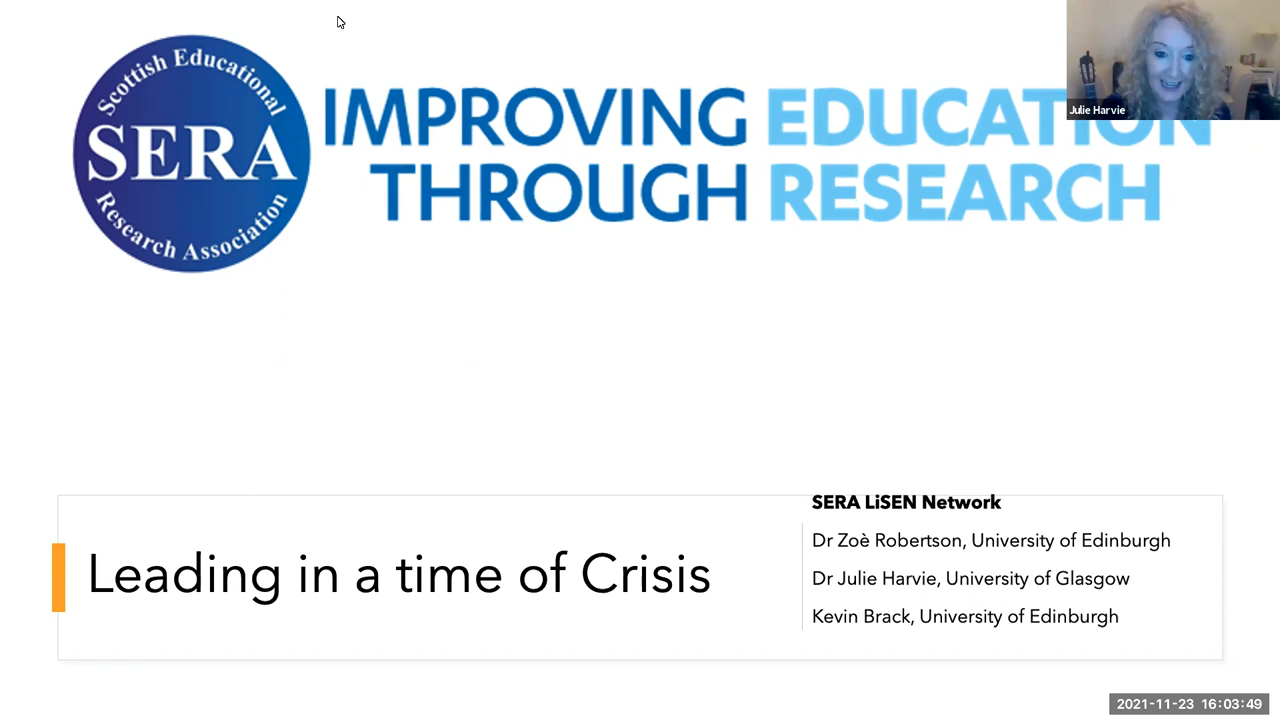 Scottish Educational
SERA
Research Association
IMPROVING EDUCATION
THROUGH RESEARCH
Julie Harvie
SERA LiSEN Network
Dr Zoè Robertson, University of Edinburgh
Leading in a time of Crisis
Dr Julie Harvie, University of Glasgow
Kevin Brack, University of Edinburgh
2021-11-23 16:03:49